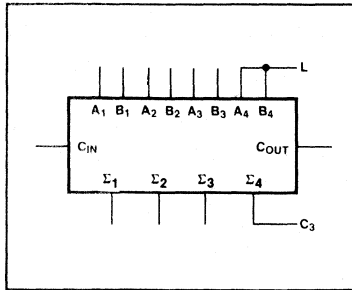 L
A1 B1 A2 B2 A3 B3 A4 B4
CIN COUT
Σ1 Σ2 Σ3 Σ4
C3